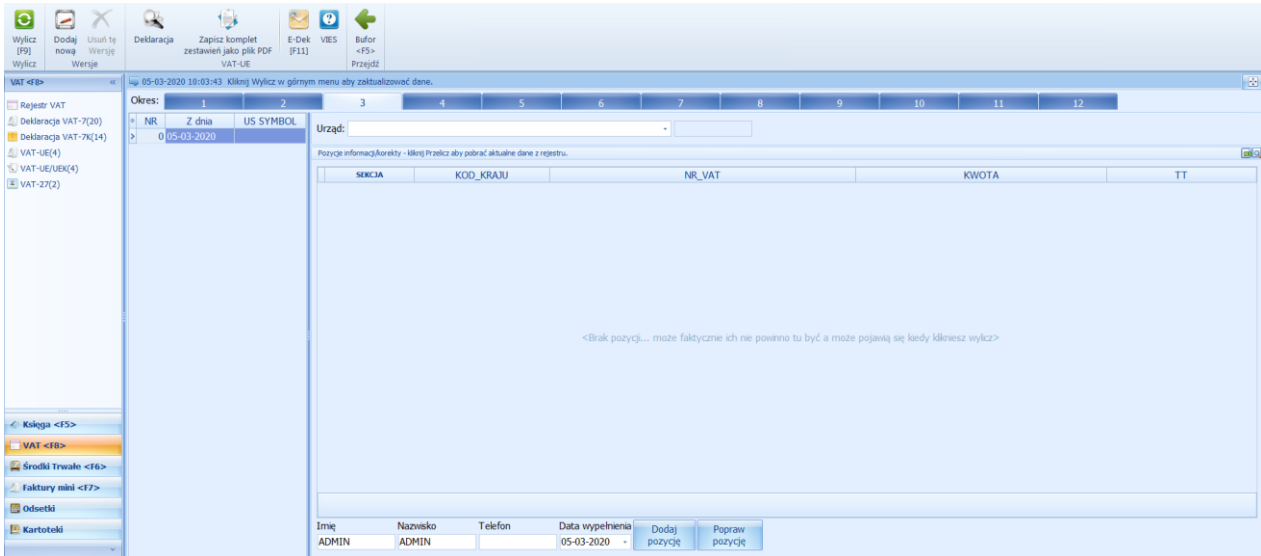 Wylicz [F9]
Dodaj nową
Usuń tę Wersję
Deklaracja
Zapisz komplet zestawień jako plik PDF
E-Dek [F11]
VIES
Bufor <F5>
Wylicz
Wersje
VAT-UE
Przejdź
VAT <F8>
«
05-03-2020 10:03:43 Kliknij Wylicz w górnym menu aby zaktualizować dane.
Rejestr VAT
Deklaracja VAT-7(20)
Deklaracja VAT-7K(14)
VAT-UE(4)
VAT-UE/UEK(4)
VAT-27(2)
Okres:
1 2 3 4 5 6 7 8 9 10 11 12
NR Z dnia US SYMBOL
0 05-03-2020
Urząd:
Pozycje informacji/korekty - kliknij Przelicz aby pobrać aktualne dane z rejestru.
SEKCJA KOD_KRAJU NR_VAT KWOTA TT
<Brak pozycji... może faktycznie ich nie powinno tu być a może pojawią się kiedy klikniesz wylicz>
Księga <F5>
VAT <F8>
Środki Trwałe <F6>
Faktury mini <F7>
Odsetki
Kartoteki
Imię Nazwisko Telefon Data wypełnienia
ADMIN ADMIN 05-03-2020
Dodaj pozycję
Popraw pozycję